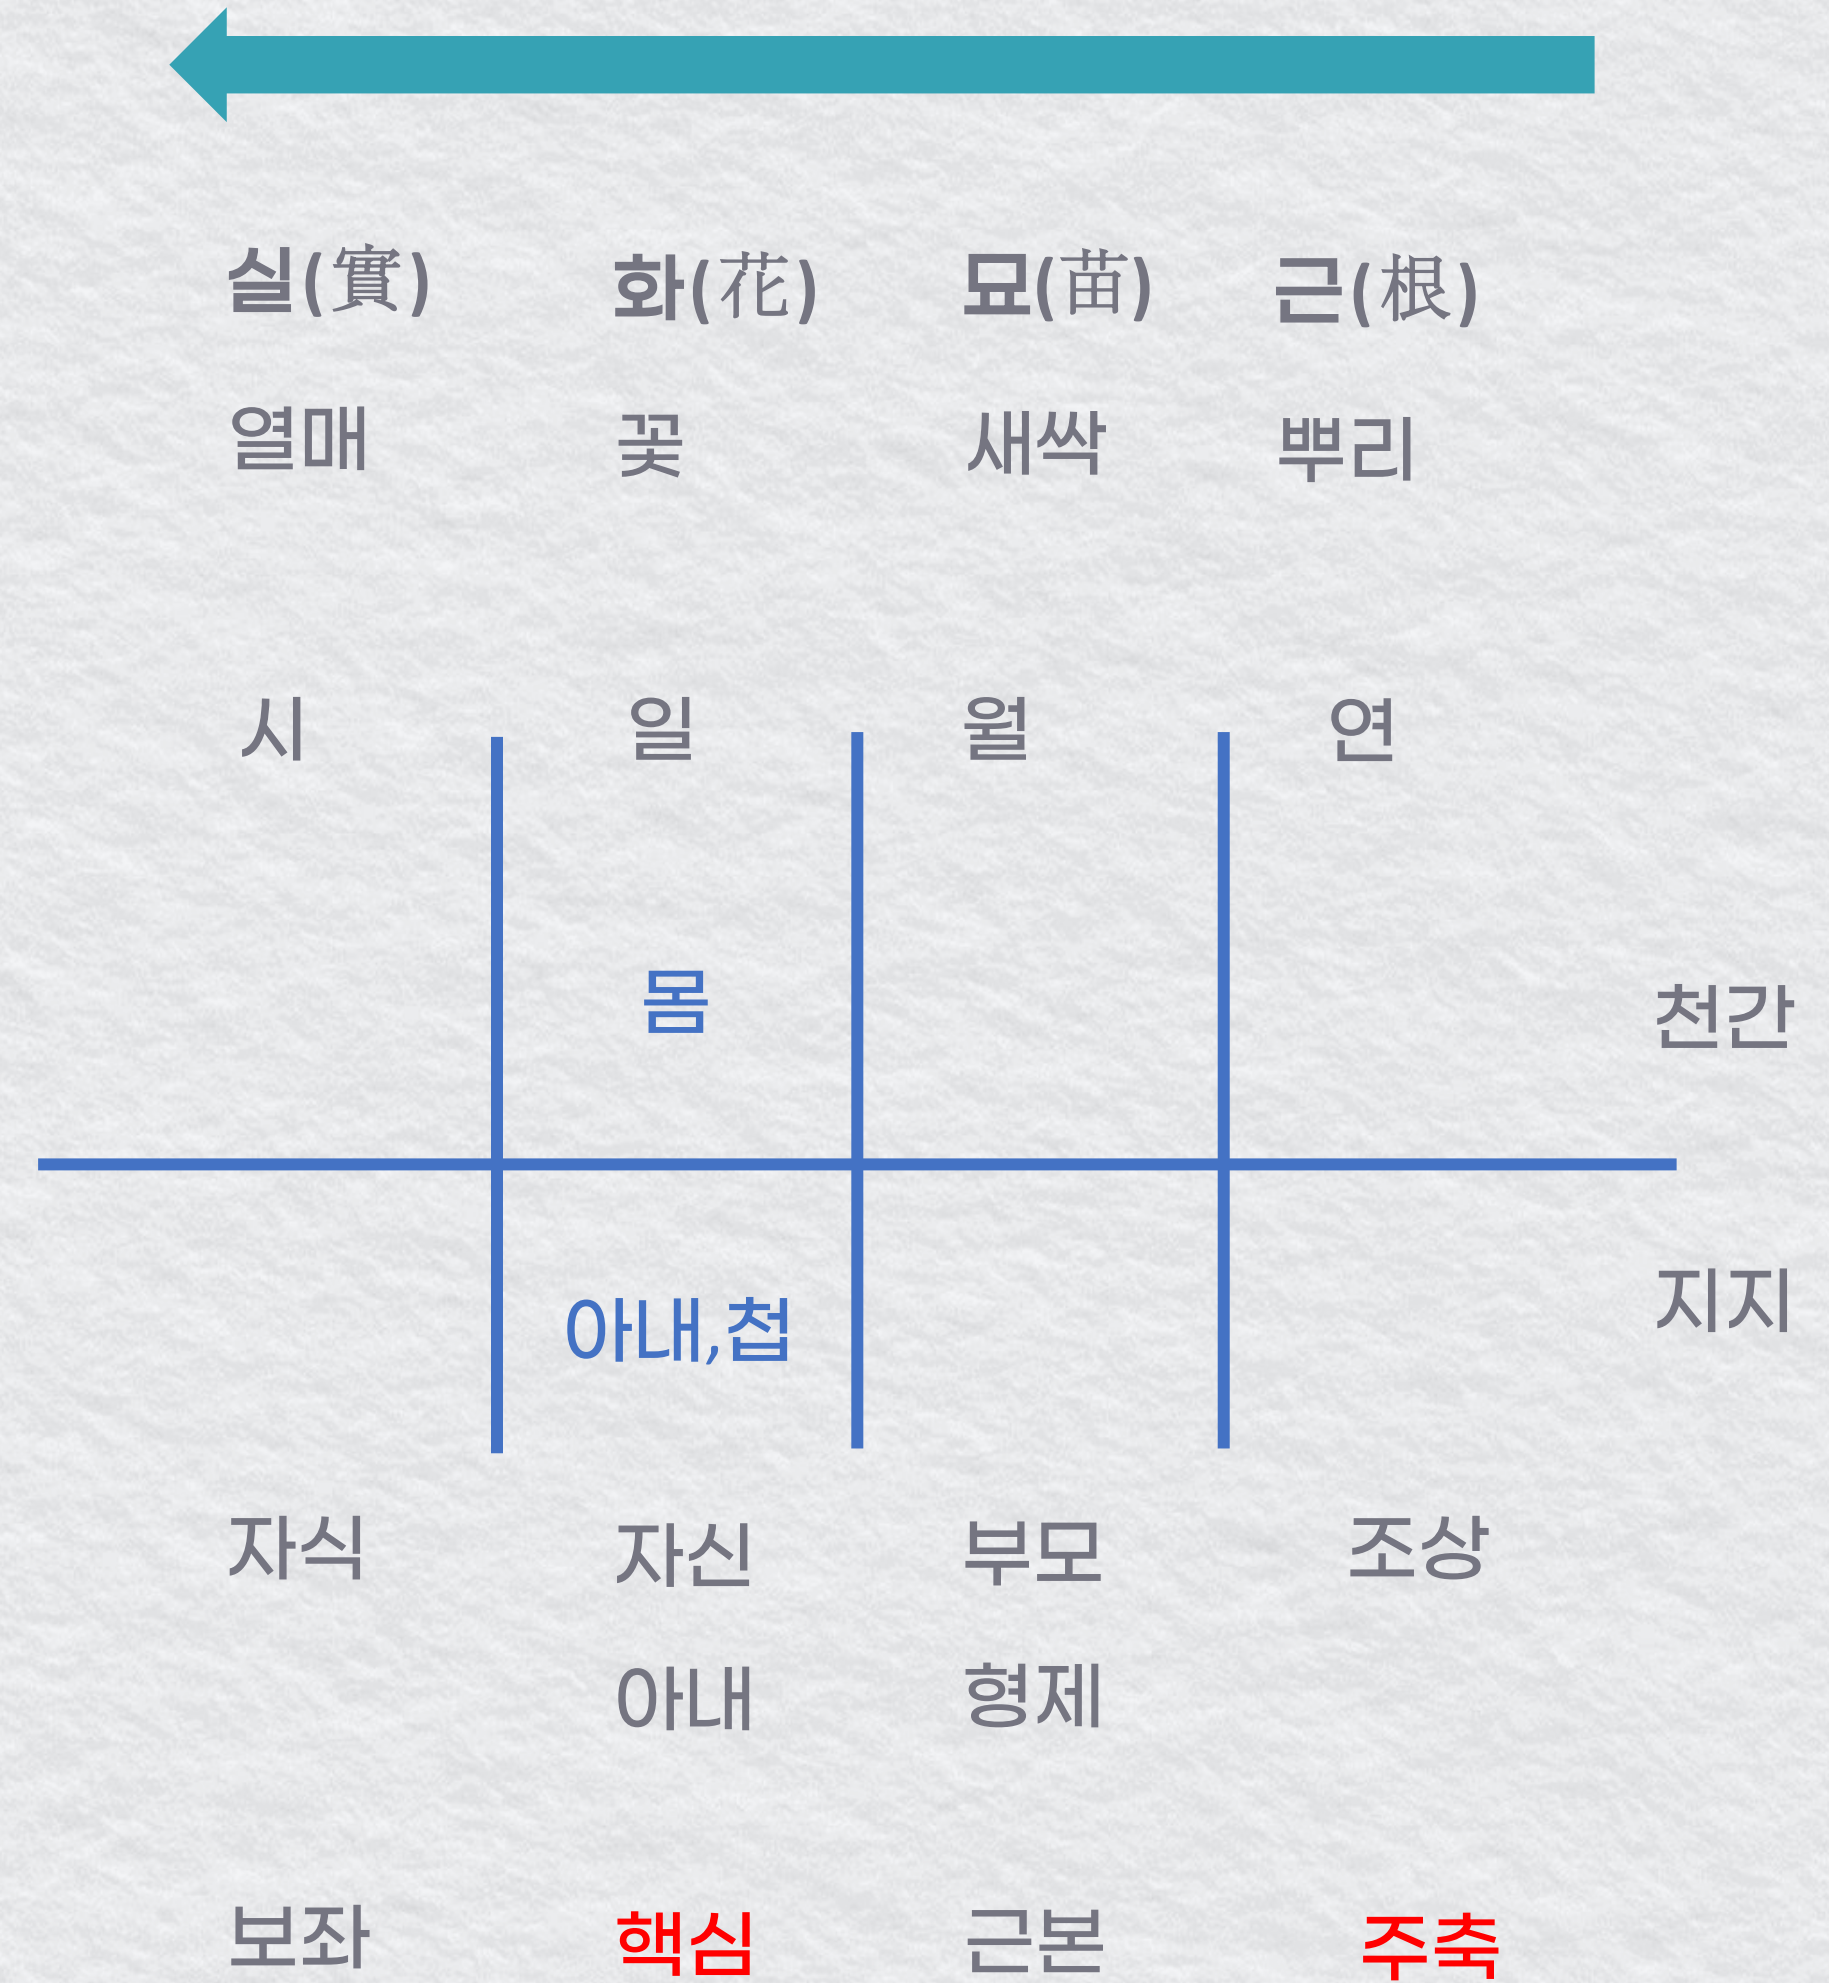 실(實) 화(花) 묘(苗) 근(根)
열매 꽃 새싹 뿌리
시 일 월 연
몸 천간
아내,첩 지지
자식 자신 부모 조상
아내 형제
보좌 핵심 근본 주축